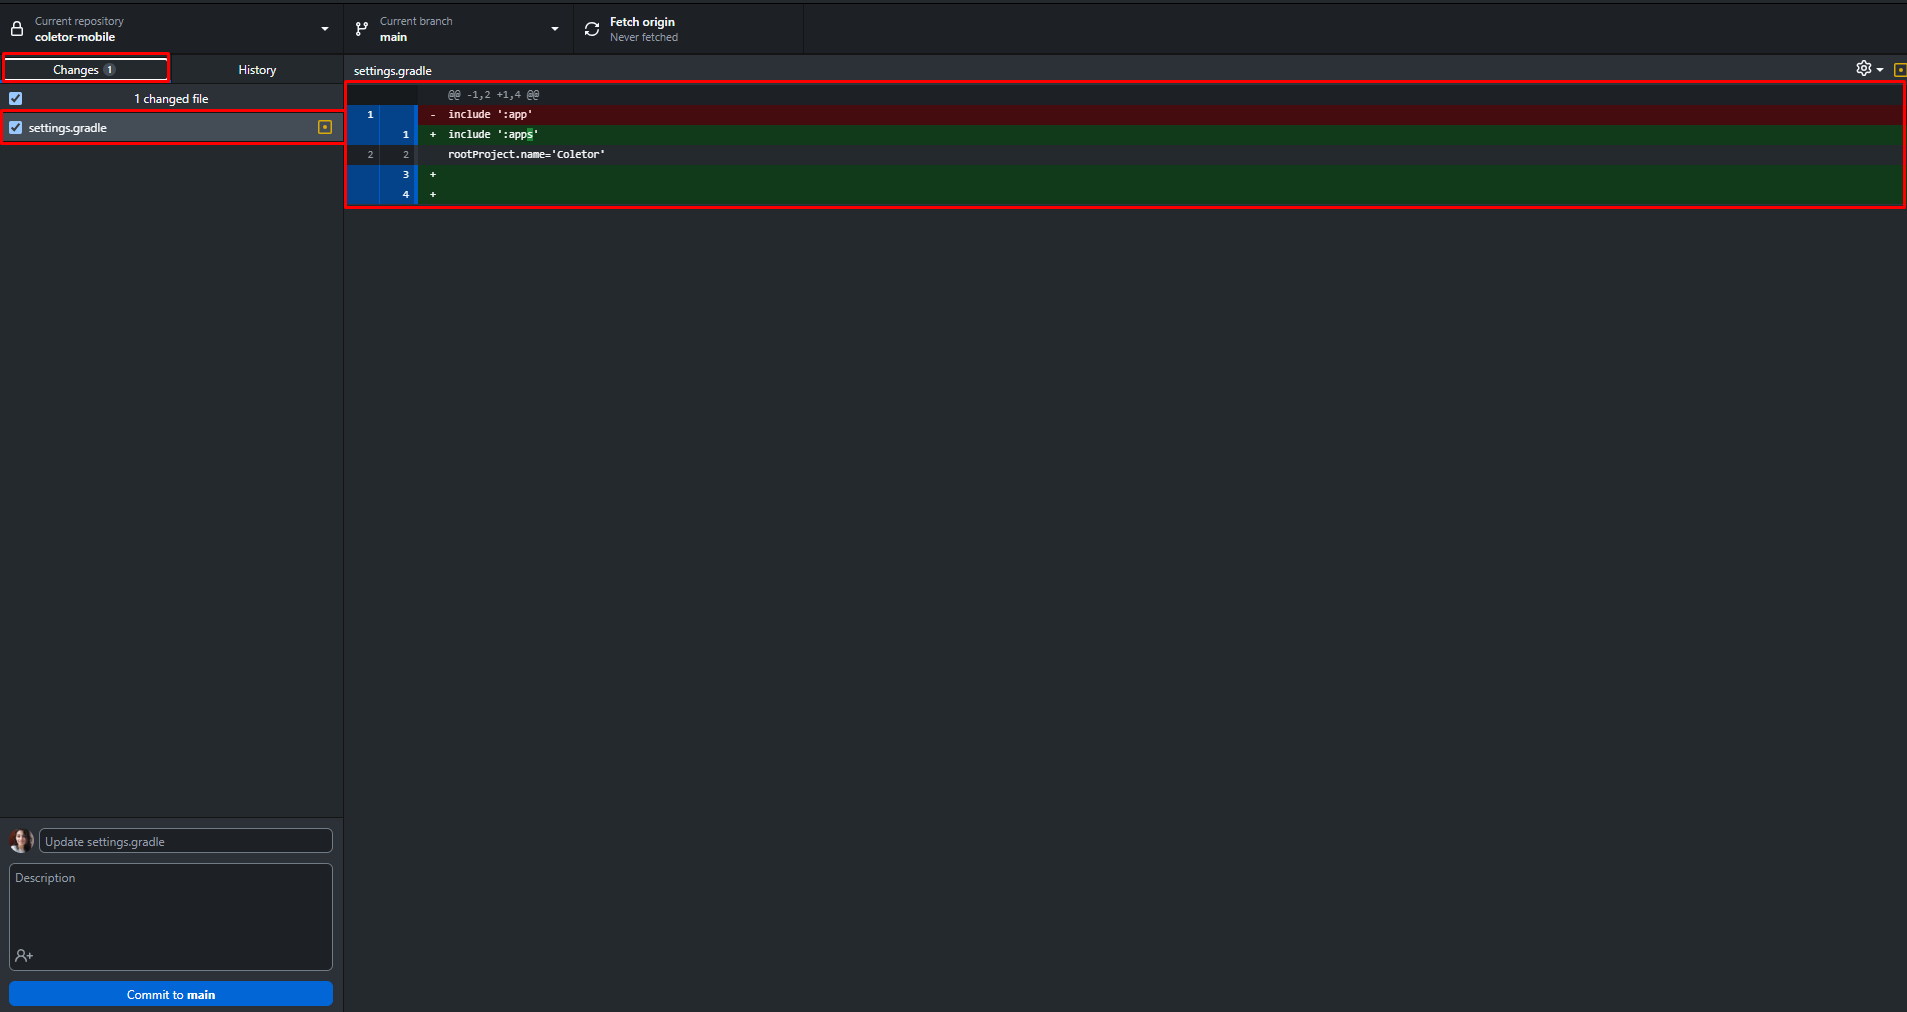 Current repository
coletor-mobile
Current branch
main
Fetch origin
Never fetched
Changes 1
History
1 changed file
settings.gradle
settings.gradle
@@ -1,2 +1,4 @@
1 - include ':app'
1 + include ':apps'
2 2 rootProject.name='Coletor'
3 +
4 +
Update settings.gradle
Description
Commit to main